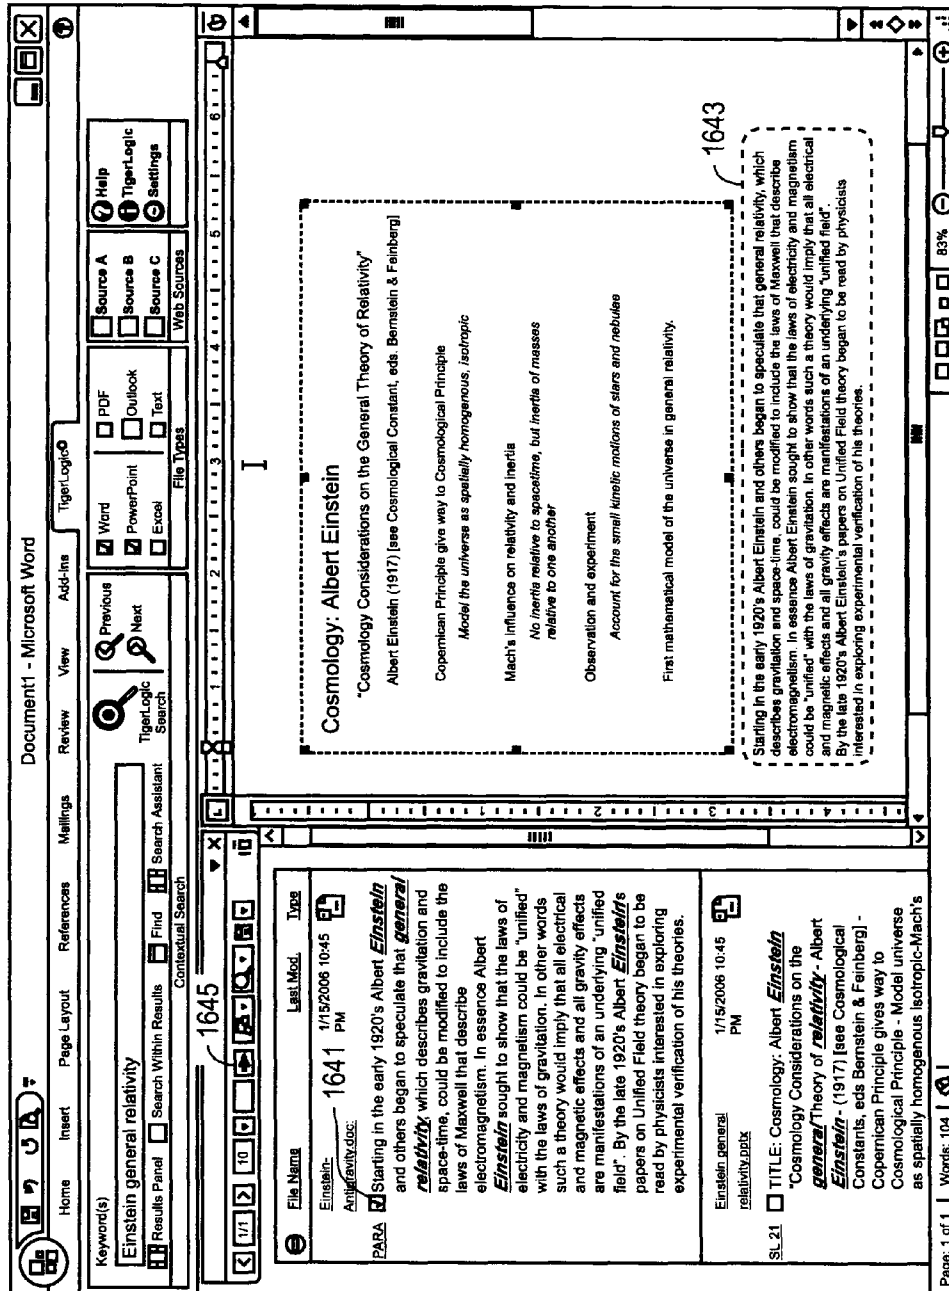 Document1 - Microsoft Word
Home Insert Page Layout References Mailings Review View Add-Ins TigerLogic
Keyword(s)
Einstein general relativity
TigerLogic
Search
Previous
Next
Results Panel Search Within Results Find Search Assistant
Contextual Search
Word PDF
PowerPoint Outlook
Excel Text
File Types
Source A
Source B
Source C
Web Sources
Help
TigerLogic
Settings
1645
1/1 10
File Name Last Mod. Type
Einstein-
Antigravity.doc:
1641
1/15/2006 10:45
PM
PARA Starting in the early 1920's Albert Einstein
and others began to speculate that general
relativity, which describes gravitation and
space-time, could be modified to include the
laws of Maxwell that describe
electromagnetism. In essence Albert
Einstein sought to show that the laws of
electricity and magnetism could be "unified"
with the laws of gravitation. In other words
such a theory would imply that all electrical
and magnetic effects and all gravity effects
are manifestations of an underlying "unified
field". By the late 1920's Albert Einstein's
papers on Unified Field theory began to be
read by physicists interested in exploring
experimental verification of his theories.
Einstein general
relativity.pptx
1/15/2006 10:45
PM
SL 21 TITLE: Cosmology: Albert Einstein
"Cosmology Considerations on the
general Theory of relativity - Albert
Einstein - (1917) [see Cosmological
Constants, eds Bernstein & Feinberg] -
Copernican Principle gives way to
Cosmological Principle - Model universe
as spatially homogenous isotropic-Mach's
1 1 2 3 4 5 6
1 2 3 4
Cosmology: Albert Einstein
"Cosmology Considerations on the General Theory of Relativity"
Albert Einstein (1917) [see Cosmological Constant, eds. Bernstein & Feinberg]
Copernican Principle give way to Cosmological Principle
Model the universe as spatially homogenous, isotropic
Mach's influence on relativity and inertia
No inertia relative to spacetime, but inertia of masses
relative to one another
Observation and experiment
Account for the small kinetic motions of stars and nebulae
First mathematical model of the universe in general relativity.
1643
Starting in the early 1920's Albert Einstein and others began to speculate that general relativity, which
describes gravitation and space-time, could be modified to include the laws of Maxwell that describe
electromagnetism. In essence Albert Einstein sought to show that the laws of electricity and magnetism
could be "unified" with the laws of gravitation. In other words such a theory would imply that all electrical
and magnetic effects and all gravity effects are manifestations of an underlying "unified field".
By the late 1920's Albert Einstein's papers on Unified Field theory began to be read by physicists
interested in exploring experimental verification of his theories.
Page: 1 of 1 Words: 104 83%